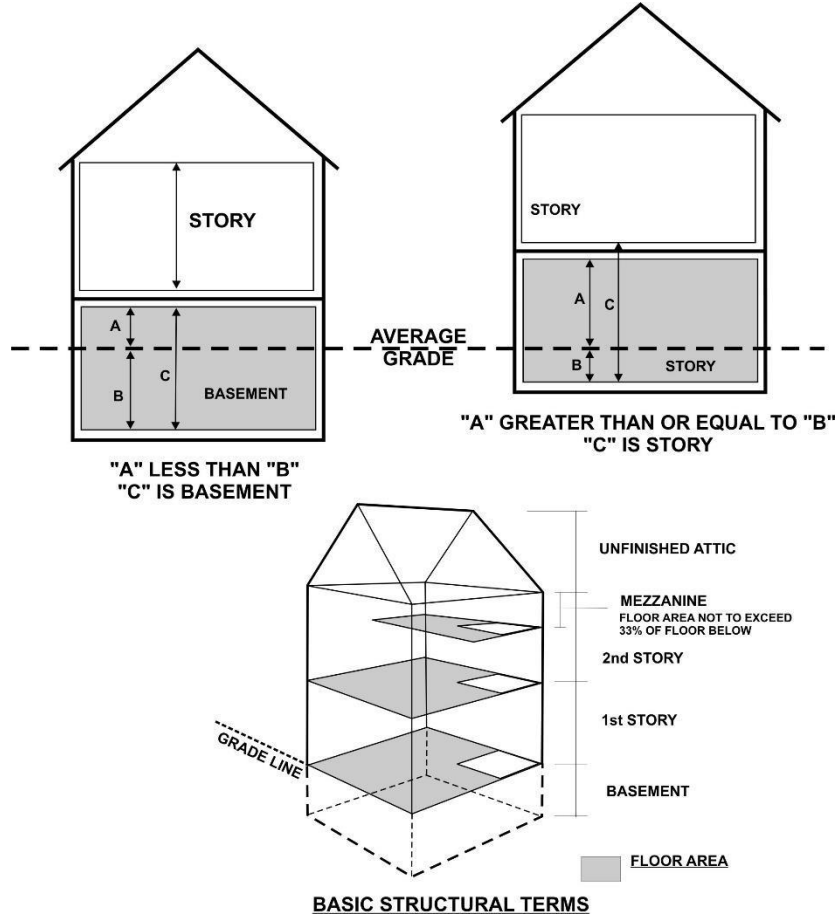 STORY
A
B
C
BASEMENT
"A" LESS THAN "B"
"C" IS BASEMENT
AVERAGE
GRADE
STORY
A
C
B
STORY
"A" GREATER THAN OR EQUAL TO "B"
"C" IS STORY
UNFINISHED ATTIC
MEZZANINE
FLOOR AREA NOT TO EXCEED
33% OF FLOOR BELOW
2nd STORY
1st STORY
GRADE LINE
BASEMENT
FLOOR AREA
BASIC STRUCTURAL TERMS